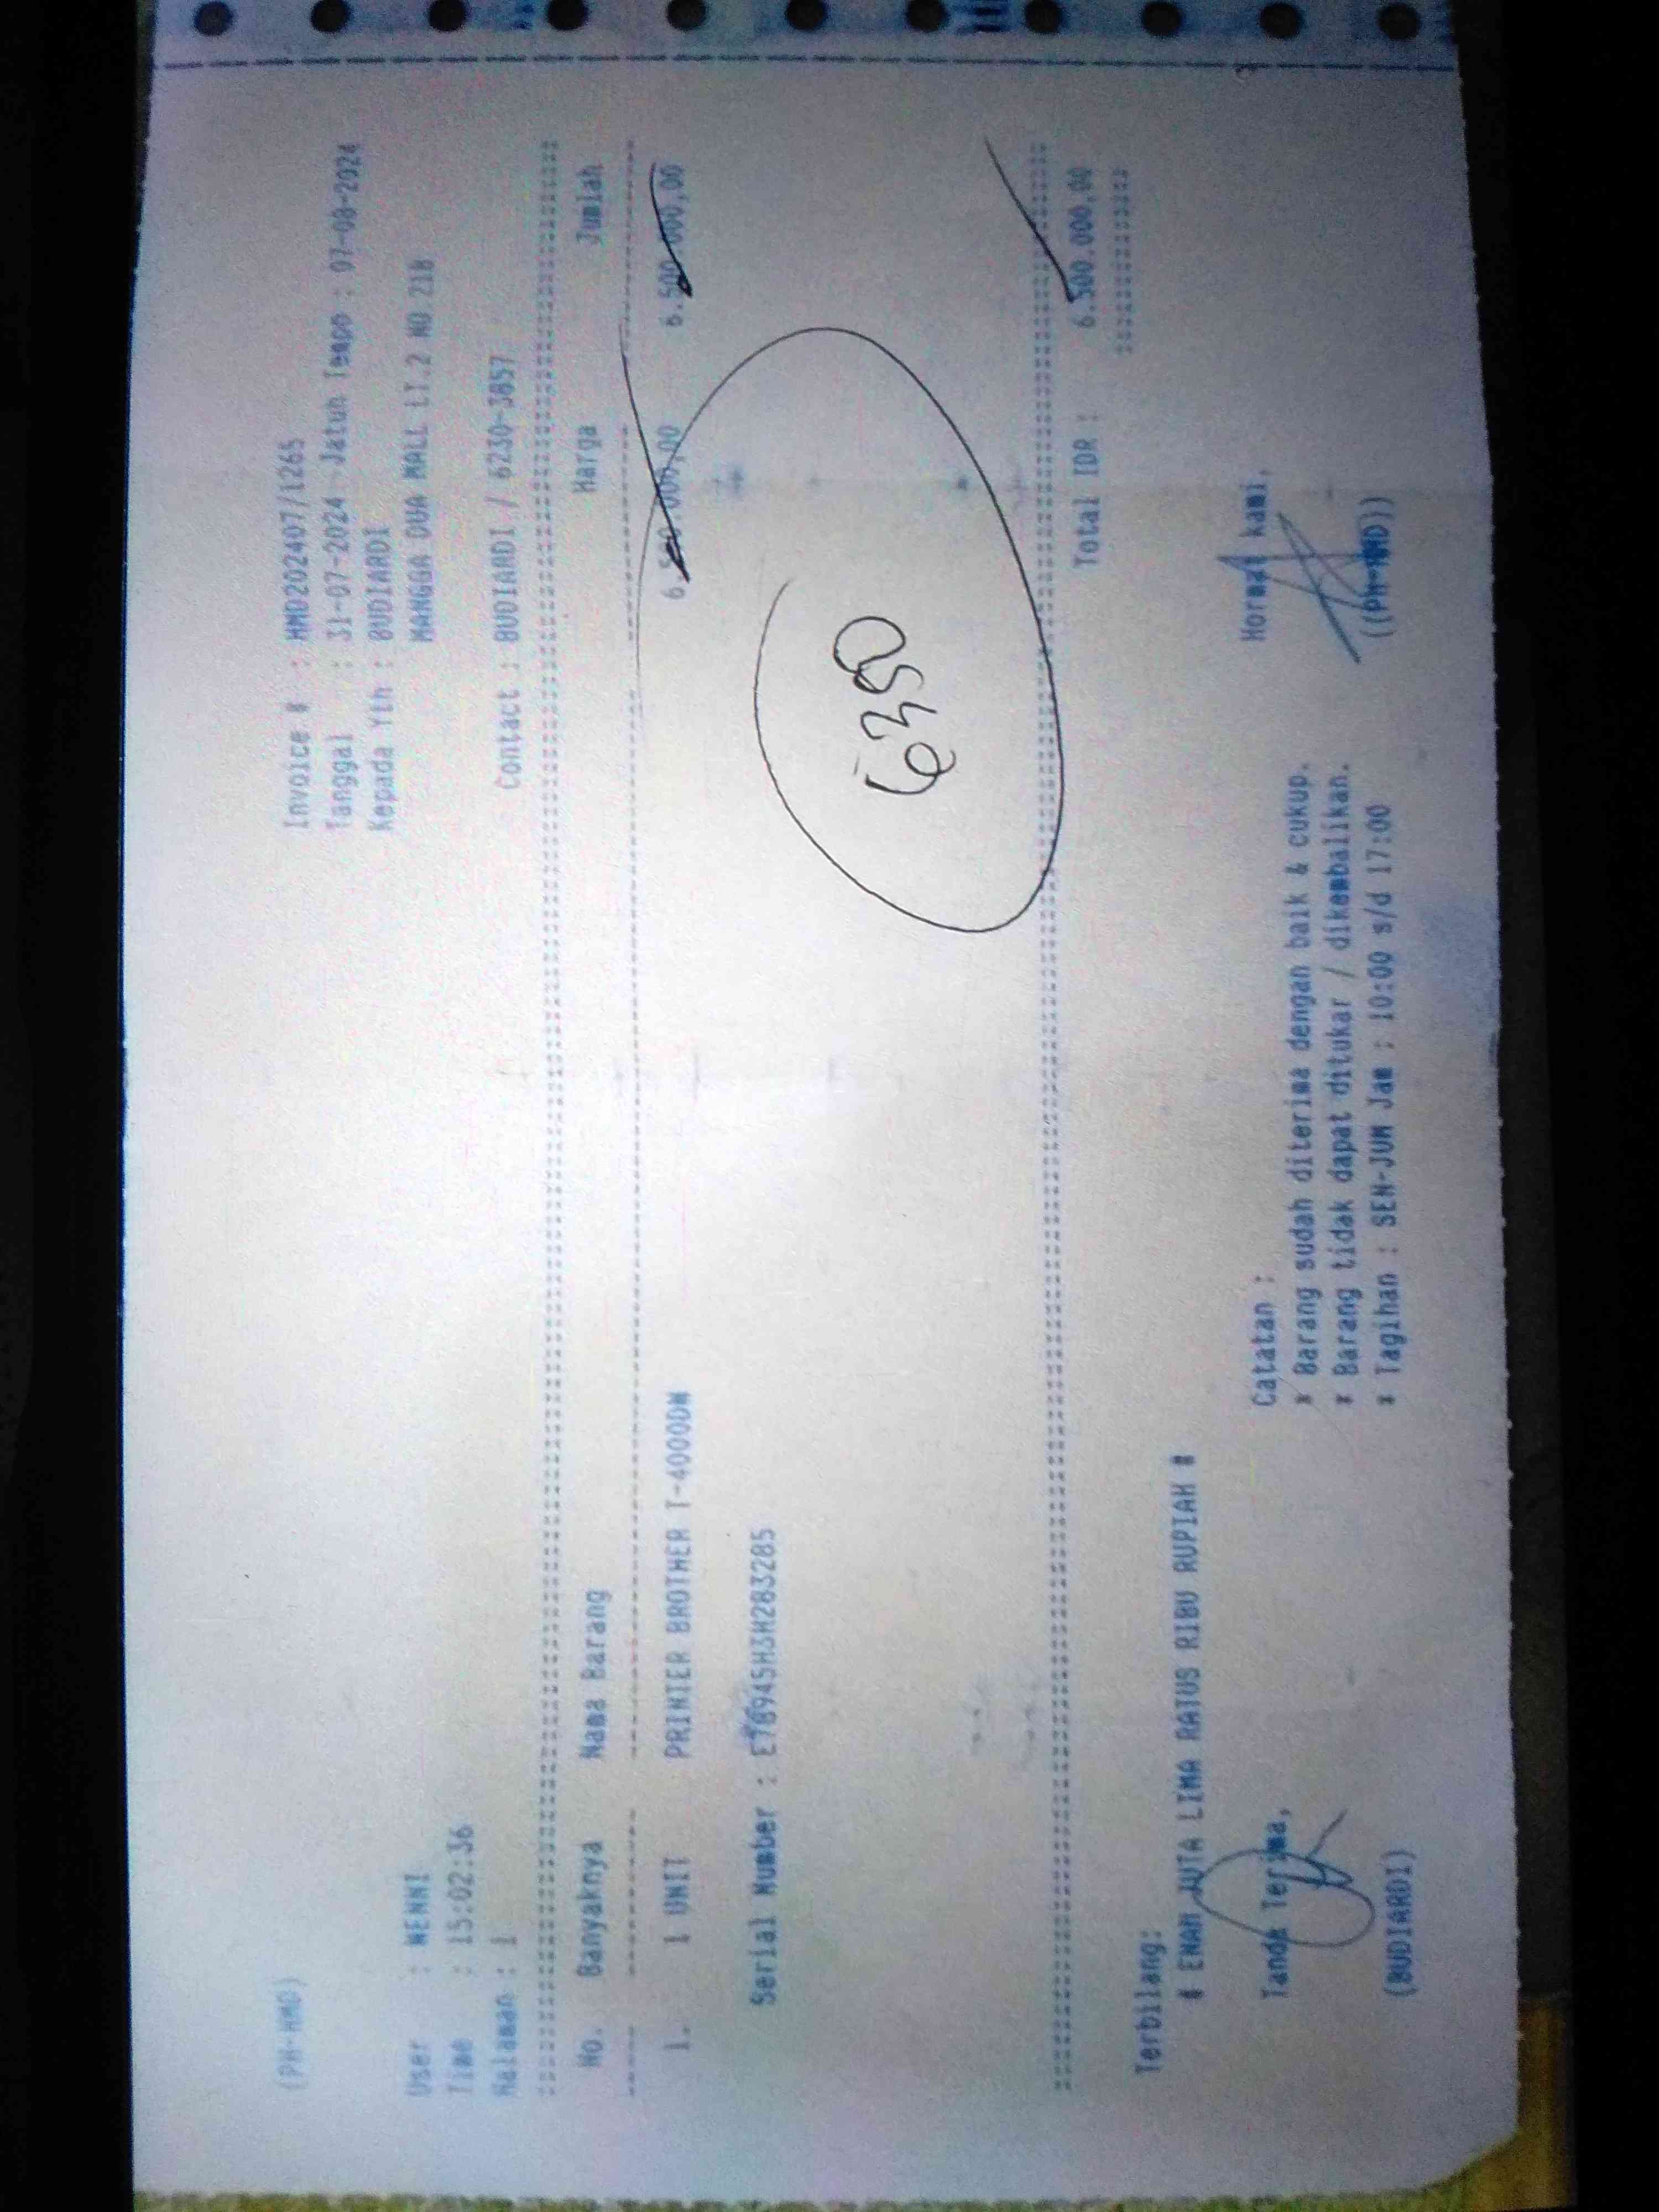 (PH-HMD)
Invoice # : HMD202407/1265
Tanggal : 31-07-2024 Jatuh Tempo : 07-08-2024
Kepada Yth : BUDIARDI
User : WENNI
MANGGA DUA MALL LT.2 NO 21B
Time : 15:02:36
Halaman : 1
Contact : BUDIARDI / 6230-3857
No. Banyaknya Nama Barang Harga Jumlah
1. 1 UNIT PRINTER BROTHER T-4000DW 6.500.000,00 6.500.000,00
Serial Number : E78945H3H283285
6350
Total IDR : 6.500.000,00
Terbilang:
# ENAM JUTA LIMA RATUS RIBU RUPIAH #
Tanda Terima,
Catatan :
Hormat kami,
* Barang sudah diterima dengan baik & cukup.
* Barang tidak dapat ditukar / dikembalikan.
* Tagihan : SEN-JUM Jam : 10:00 s/d 17:00
(BUDIARDI)
((PH-HMD))